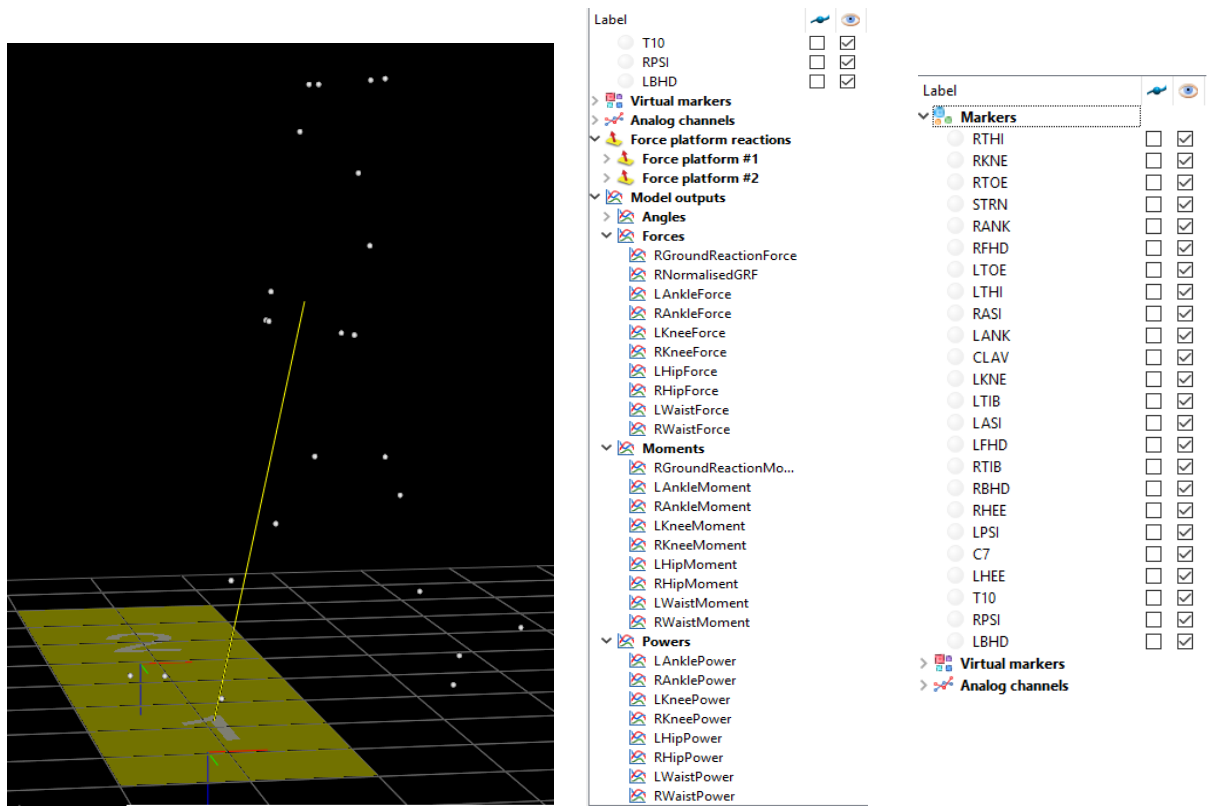 2
1
Label
T10
RPSI
LBHD
Virtual markers
Analog channels
Force platform reactions
Force platform #1
Force platform #2
Model outputs
Angles
Forces
RGroundReactionForce
RNormalisedGRF
LAnkleForce
RAnkleForce
LKneeForce
RKneeForce
LHipForce
RHipForce
LWaistForce
RWaistForce
Moments
RGroundReactionMo...
LAnkleMoment
RAnkleMoment
LKneeMoment
RKneeMoment
LHipMoment
RHipMoment
LWaistMoment
RWaistMoment
Powers
LAnklePower
RAnklePower
LKneePower
RKneePower
LHipPower
RHipPower
LWaistPower
RWaistPower
Label
Markers
RTHI
RKNE
RTOE
STRN
RANK
RFHD
LTOE
LTHI
RASI
LANK
CLAV
LKNE
LTIB
LASI
LFHD
RTIB
RBHD
RHEE
LPSI
C7
LHEE
T10
RPSI
LBHD
Virtual markers
Analog channels